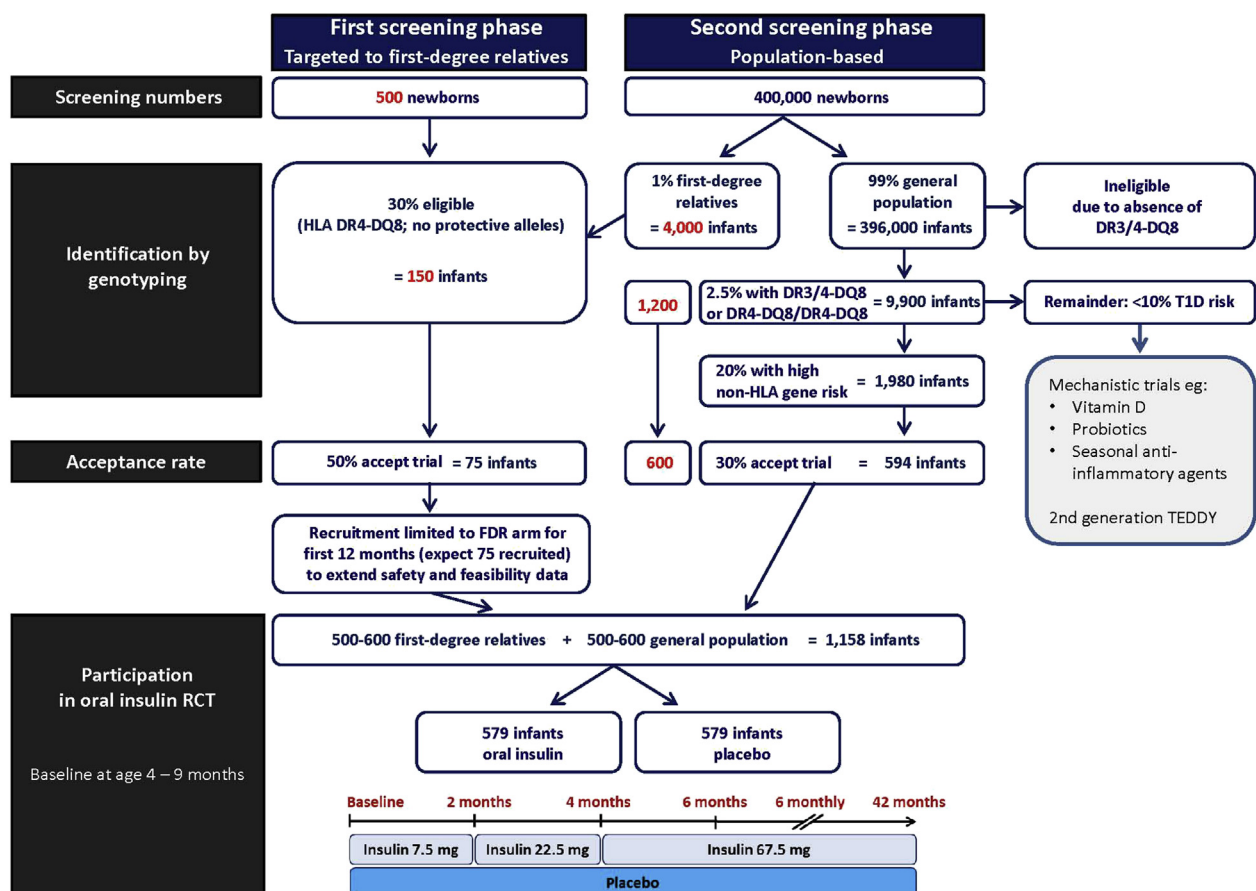 First screening phase
Targeted to first-degree relatives
Second screening phase
Population-based
Screening numbers
500 newborns
400,000 newborns
Identification by
genotyping
30% eligible
(HLA DR4-DQ8; no protective alleles)
= 150 infants
1% first-degree
relatives
= 4,000 infants
99% general
population
= 396,000 infants
Ineligible
due to absence of
DR3/4-DQ8
1,200
2.5% with DR3/4-DQ8
or DR4-DQ8/DR4-DQ8
= 9,900 infants
Remainder: <10% T1D risk
20% with high
non-HLA gene risk
= 1,980 infants
Mechanistic trials eg:
• Vitamin D
• Probiotics
• Seasonal anti-
inflammatory agents
2nd generation TEDDY
Acceptance rate
50% accept trial = 75 infants
600
30% accept trial = 594 infants
Recruitment limited to FDR arm for
first 12 months (expect 75 recruited)
to extend safety and feasibility data
Participation
in oral insulin RCT
Baseline at age 4 – 9 months
500-600 first-degree relatives + 500-600 general population = 1,158 infants
579 infants
oral insulin
579 infants
placebo
Baseline 2 months 4 months 6 months 6 monthly 42 months
Insulin 7.5 mg Insulin 22.5 mg Insulin 67.5 mg
Placebo